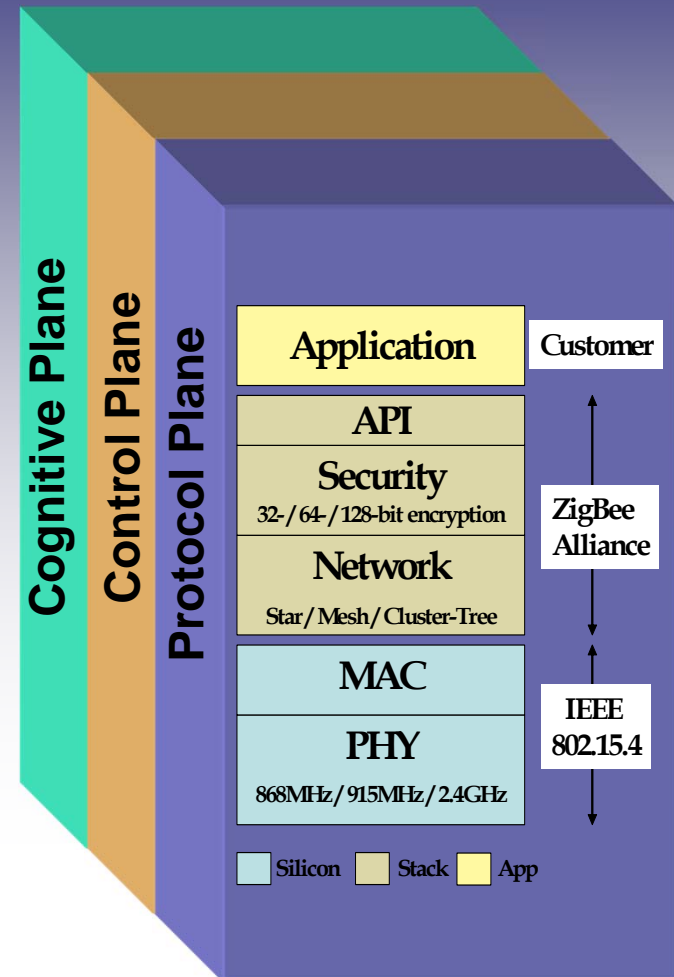 Cognitive Plane
Control Plane
Protocol Plane
Application
Customer
API
Security
32-/64-/128-bit encryption
Network
Star/Mesh/Cluster-Tree
ZigBee
Alliance
MAC
PHY
868MHz/915MHz/2.4GHz
IEEE
802.15.4
Silicon
Stack
App